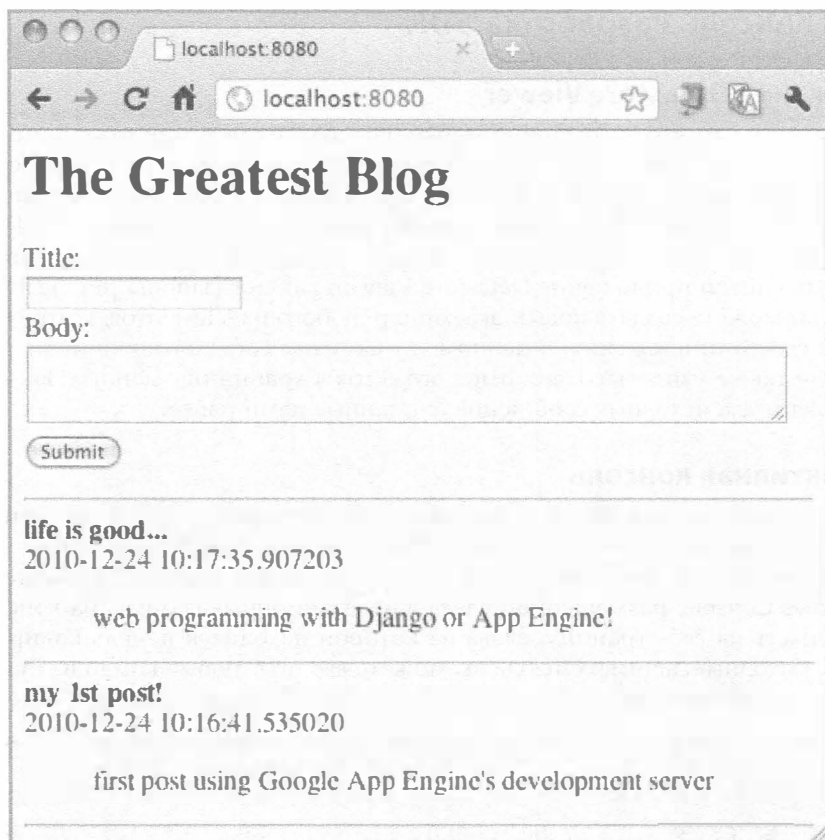 localhost:8080
localhost:8080
The Greatest Blog
Title:
Body:
Submit
life is good...
2010-12-24 10:17:35.907203
web programming with Django or App Engine!
my 1st post!
2010-12-24 10:16:41.535020
first post using Google App Engine's development server